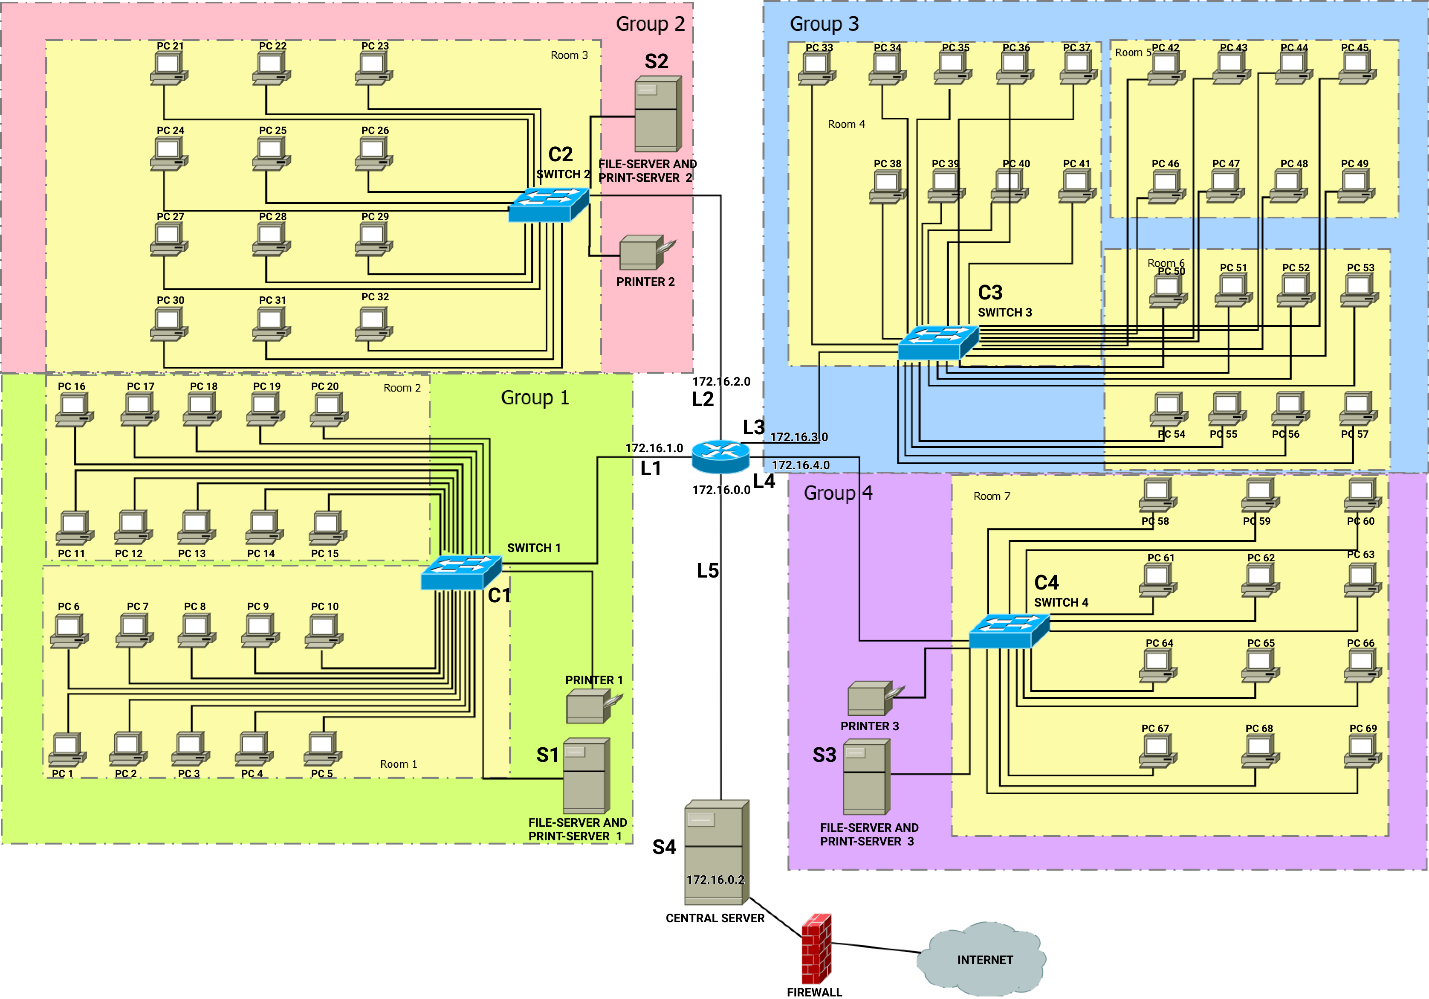 Group 2
PC 21
PC 22
PC 23
Room 3
S2
PC 24
PC 25
PC 26
C2
SWITCH 2
FILE-SERVER AND
PRINT-SERVER 2
PC 27
PC 28
PC 29
PRINTER 2
PC 30
PC 31
PC 32
Group 3
PC 33
PC 34
PC 35
PC 36
PC 37
Room 4
PC 38
PC 39
PC 40
PC 41
Room 5
PC 42
PC 43
PC 44
PC 45
PC 46
PC 47
PC 48
PC 49
Room 6
PC 50
PC 51
PC 52
PC 53
C3
SWITCH 3
PC 54
PC 55
PC 56
PC 57
Group 1
PC 16
PC 17
PC 18
PC 19
PC 20
Room 2
PC 11
PC 12
PC 13
PC 14
PC 15
SWITCH 1
C1
PC 6
PC 7
PC 8
PC 9
PC 10
PC 1
PC 2
PC 3
PC 4
PC 5
Room 1
PRINTER 1
S1
FILE-SERVER AND
PRINT-SERVER 1
172.16.2.0
L2
L3
172.16.3.0
172.16.1.0
L1
172.16.4.0
L4
172.16.0.0
L5
Group 4
Room 7
PC 58
PC 59
PC 60
PC 61
PC 62
PC 63
C4
SWITCH 4
PC 64
PC 65
PC 66
PRINTER 3
PC 67
PC 68
PC 69
S3
FILE-SERVER AND
PRINT-SERVER 3
S4
172.16.0.2
CENTRAL SERVER
FIREWALL
INTERNET